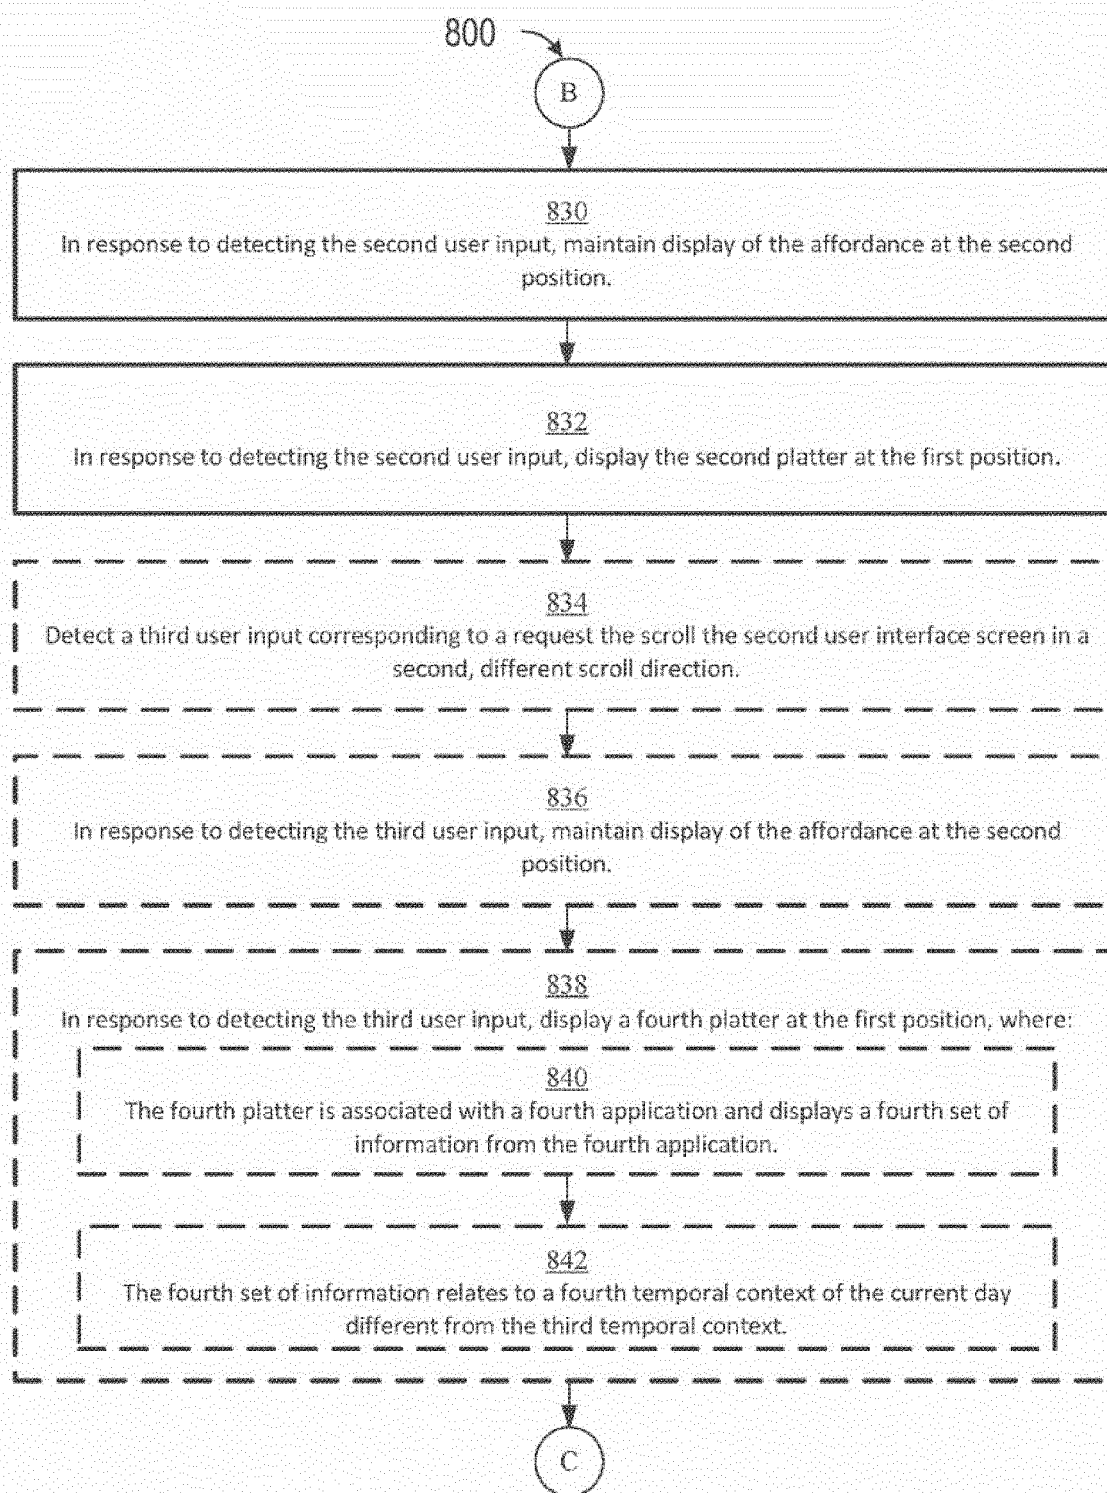 800
B
830
In response to detecting the second user input, maintain display of the affordance at the second
position.
832
In response to detecting the second user input, display the second platter at the first position.
834
Detect a third user input corresponding to a request the scroll the second user interface screen in a
second, different scroll direction.
836
In response to detecting the third user input, maintain display of the affordance at the second
position.
838
In response to detecting the third user input, display a fourth platter at the first position, where:
840
The fourth platter is associated with a fourth application and displays a fourth set of
information from the fourth application.
842
The fourth set of information relates to a fourth temporal context of the current day
different from the third temporal context.
C